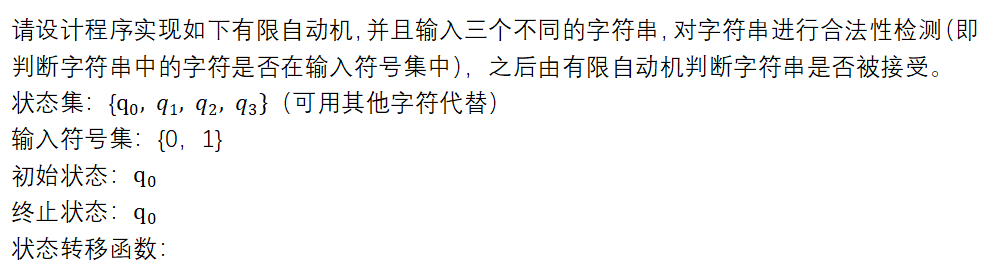 请设计程序实现如下有限自动机,并且输入三个不同的字符串,对字符串进行合法性检测(即
判断字符串中的字符是否在输入符号集中)，之后由有限自动机判断字符串是否被接受。
状态集：{q₀, q₁, q₂, q₃}（可用其他字符代替）
输入符号集：{0，1}
初始状态：q₀
终止状态：q₀
状态转移函数：